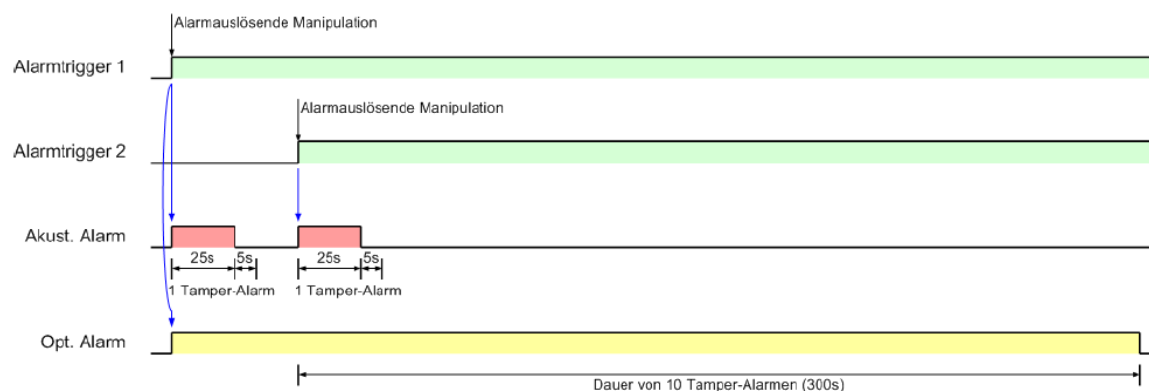 Alarmauslösende Manipulation
Alarmtrigger 1
Alarmauslösende Manipulation
Alarmtrigger 2
Akust. Alarm
25s 5s 25s 5s
1 Tamper-Alarm 1 Tamper-Alarm
Opt. Alarm
Dauer von 10 Tamper-Alarmen (300s)